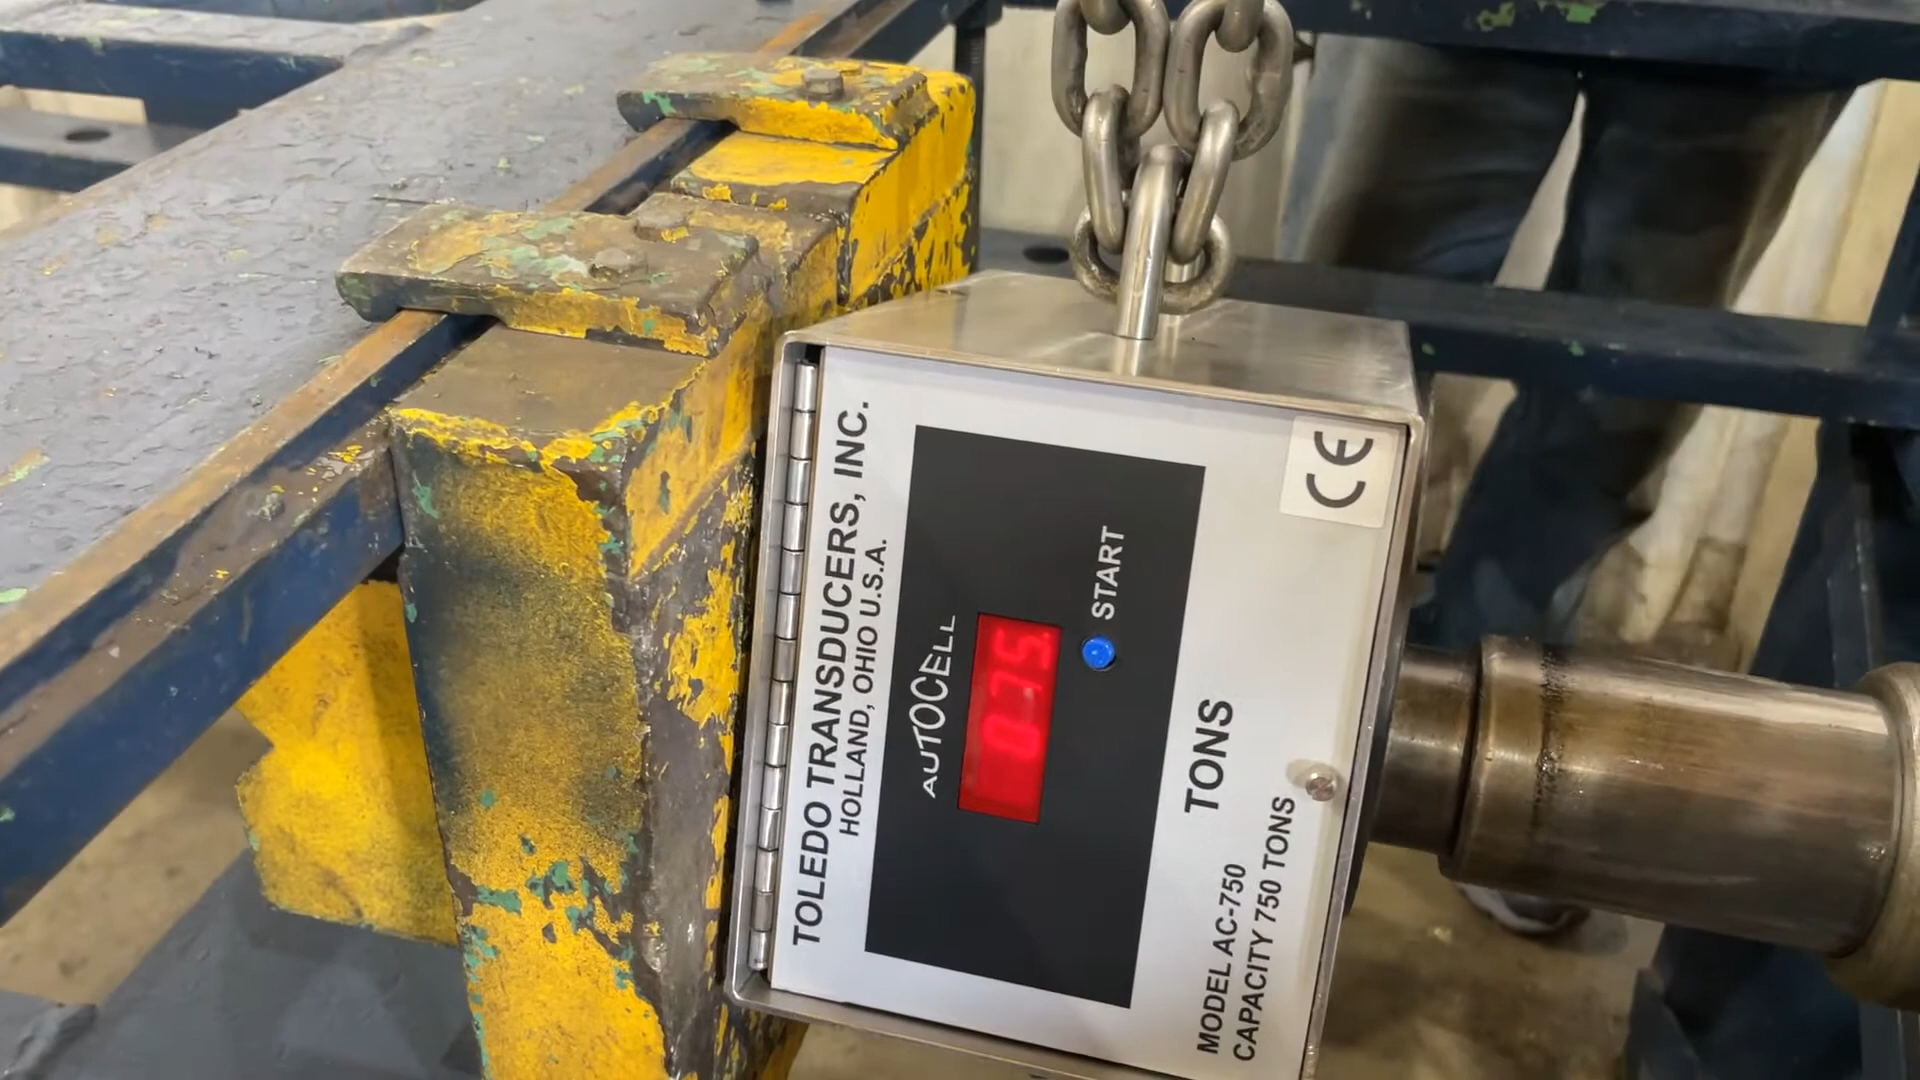 TOLEDO TRANSDUCERS, INC.
HOLLAND, OHIO U.S.A.
AUTOCELL
075.
START
TONS
MODEL AC-750
CAPACITY 750 TONS
CE